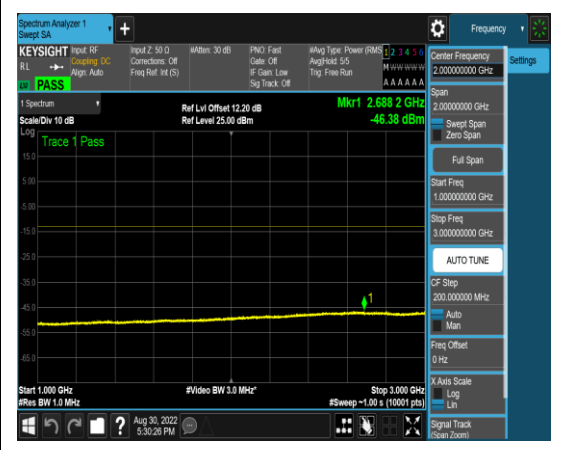 Spectrum Analyzer 1
Swept SA
+
Frequency
KEYSIGHT
Input: RF
Coupling: DC
Align: Auto
Input Z: 50 Ω
Corrections: Off
Freq Ref: Int (S)
#Atten: 30 dB
PNO: Fast
Gate: Off
IF Gain: Low
Sig Track: Off
#Avg Type: Power (RMS
Avg|Hold: 5/5
Trig: Free Run
1 2 3 4 5 6
M W W W W W
A A A A A A
RL
PASS
Center Frequency
2.000000000 GHz
Settings
Span
2.00000000 GHz
Swept Span
Zero Span
Full Span
Start Freq
1.000000000 GHz
Stop Freq
3.000000000 GHz
AUTO TUNE
CF Step
200.000000 MHz
Auto
Man
Freq Offset
0 Hz
X Axis Scale
Log
Lin
Signal Track
(Span Zoom)
1 Spectrum
Scale/Div 10 dB
Ref Lvl Offset 12.20 dB
Ref Level 25.00 dBm
Mkr1 2.688 2 GHz
-46.38 dBm
Log
Trace 1 Pass
15.0
5.00
-5.00
-15.0
-25.0
-35.0
-45.0
-55.0
-65.0
1
Start 1.000 GHz
#Res BW 1.0 MHz
#Video BW 3.0 MHz*
Stop 3.000 GHz
#Sweep ~1.00 s (10001 pts)
?
Aug 30, 2022
5:30:26 PM